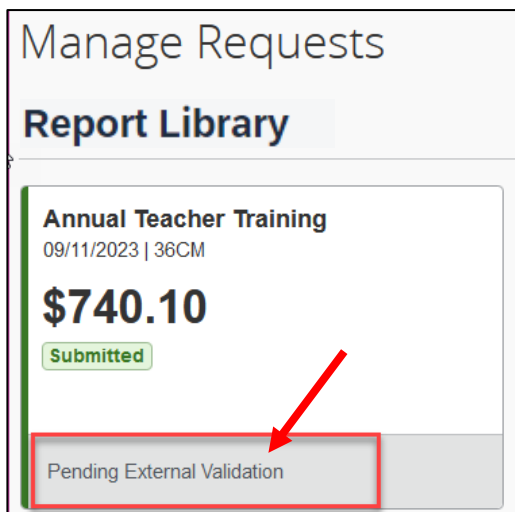 Manage Requests
Report Library
Annual Teacher Training
09/11/2023 | 36CM
$740.10
Submitted
Pending External Validation